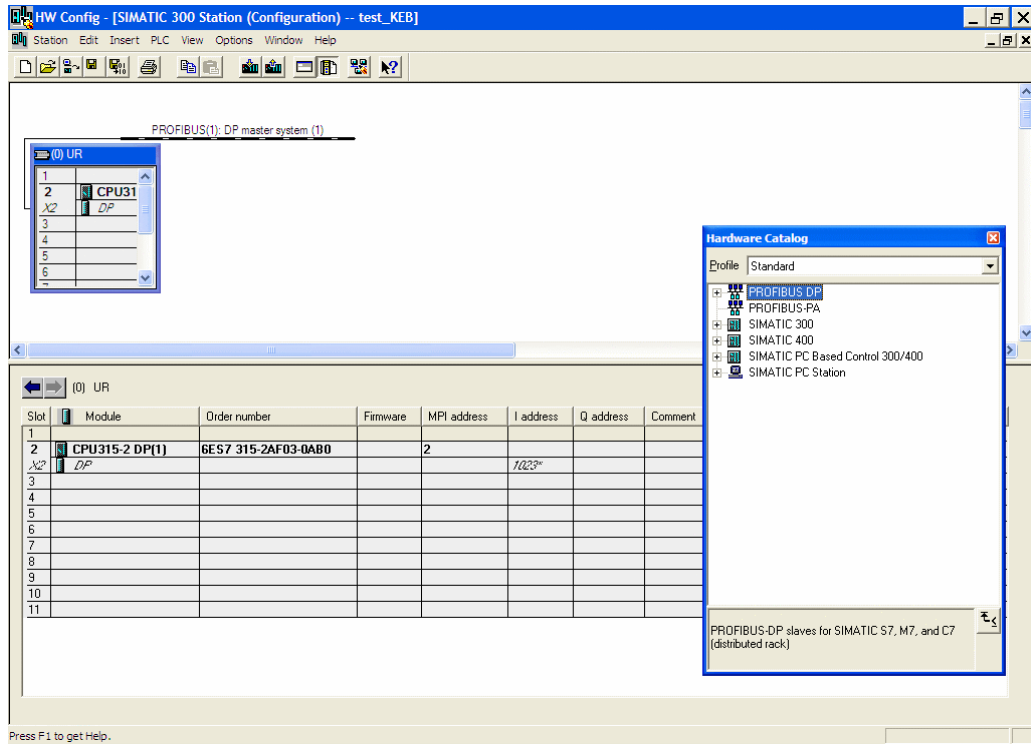 HW Config - [SIMATIC 300 Station (Configuration) -- test_KEB]
Station Edit Insert PLC View Options Window Help
PROFIBUS(1): DP master system (1)
(0) UR
1
2 CPU31
X2 DP
3
4
5
6
Hardware Catalog
Profile Standard
PROFIBUS DP
PROFIBUS-PA
SIMATIC 300
SIMATIC 400
SIMATIC PC Based Control 300/400
SIMATIC PC Station
(0) UR
Slot Module Order number Firmware MPI address I address Q address Comment
1
2 CPU315-2 DP(1) 6ES7 315-2AF03-0AB0 2
X2 DP 1023*
3
4
5
6
7
8
9
10
11
PROFIBUS-DP slaves for SIMATIC S7, M7, and C7
(distributed rack)
Press F1 to get Help.